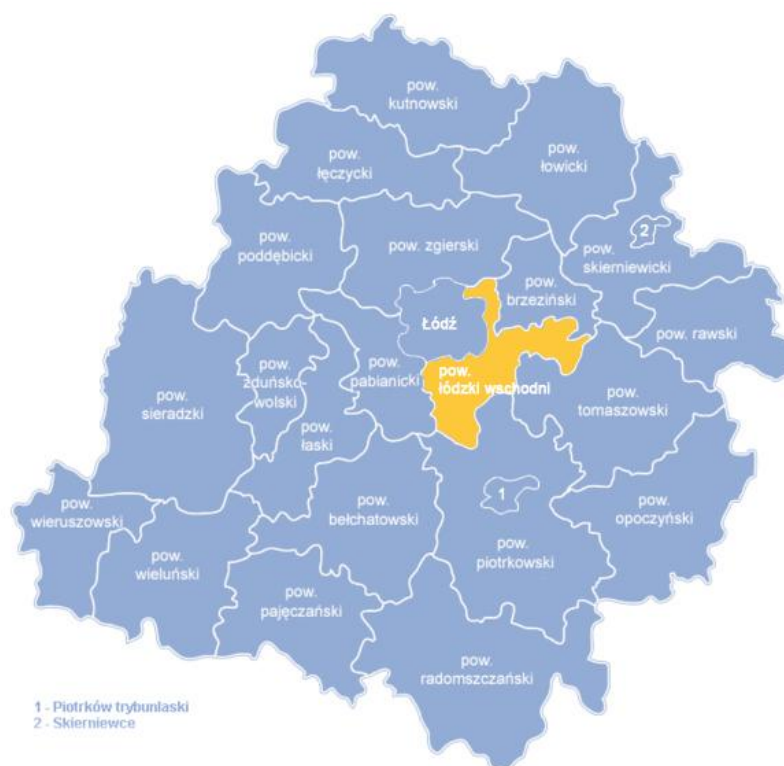 pow.
kutnowski
pow.
łęczycki
pow.
łowicki
pow.
poddębicki
pow. zgierski
2
pow.
skierniewicki
pow.
brzeziński
pow. rawski
Łódź
pow.
łódzki wschodni
pow.
pabianicki
pow.
zduńsko-
wolski
pow.
sieradzki
pow.
tomaszowski
pow.
łaski
1
pow.
wieruszowski
pow.
bełchatowski
pow.
opoczyński
pow.
wieluński
pow.
piotrkowski
pow.
pajęczański
pow.
radomszczański
1 - Piotrków trybunlaski
2 - Skierniewce